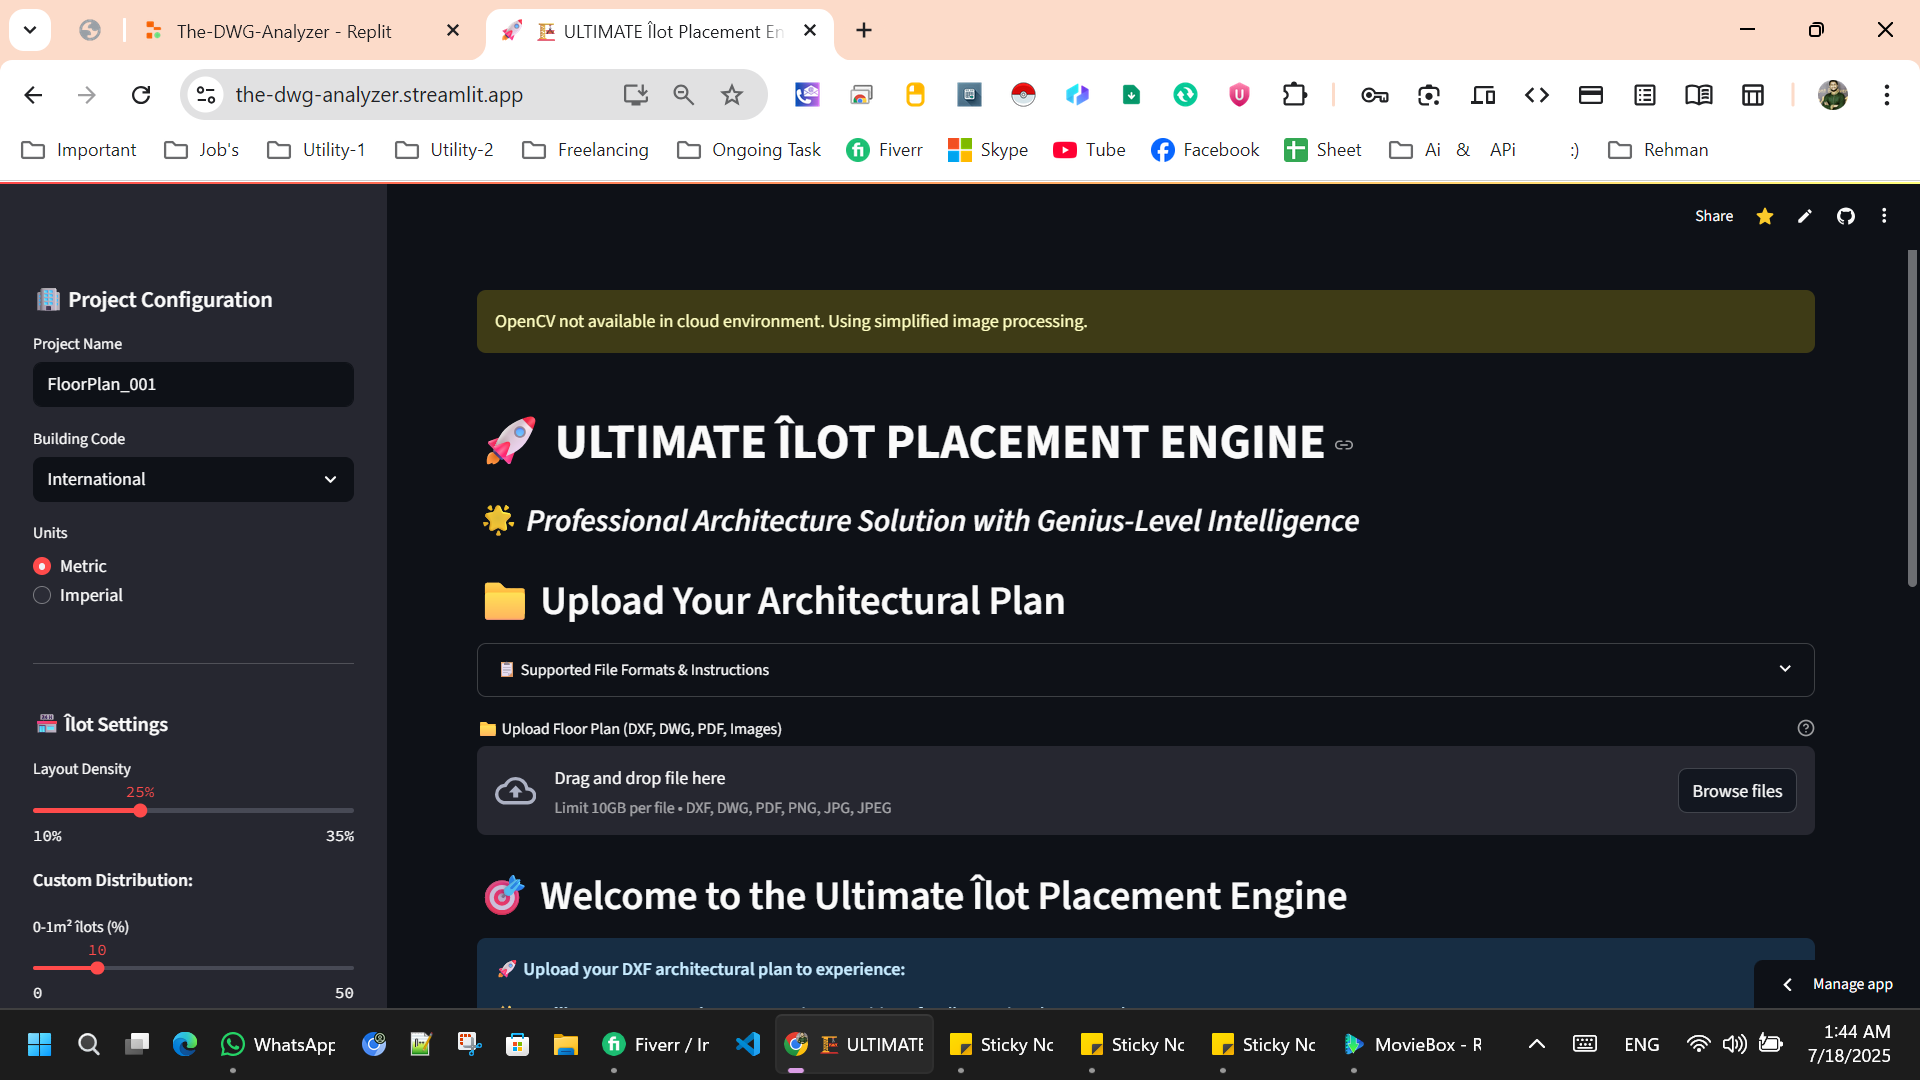 The-DWG-Analyzer - Replit
ULTIMATE Îlot Placement En
the-dwg-analyzer.streamlit.app
Important
Job's
Utility-1
Utility-2
Freelancing
Ongoing Task
Fiverr
Skype
Tube
Facebook
Sheet
Ai & APi :)
Rehman
Share
Project Configuration
Project Name
FloorPlan_001
Building Code
International
Units
Metric
Imperial
Îlot Settings
Layout Density
25%
10% 35%
Custom Distribution:
0-1m² îlots (%)
10
0 50
OpenCV not available in cloud environment. Using simplified image processing.
ULTIMATE ÎLOT PLACEMENT ENGINE
Professional Architecture Solution with Genius-Level Intelligence
Upload Your Architectural Plan
Supported File Formats & Instructions
Upload Floor Plan (DXF, DWG, PDF, Images)
Drag and drop file here
Limit 10GB per file • DXF, DWG, PDF, PNG, JPG, JPEG
Browse files
Welcome to the Ultimate Îlot Placement Engine
Upload your DXF architectural plan to experience:
Manage app
WhatsApp
Fiverr / Ir
ULTIMATE
Sticky Nc
Sticky Nc
Sticky Nc
MovieBox - R
ENG
1:44 AM
7/18/2025